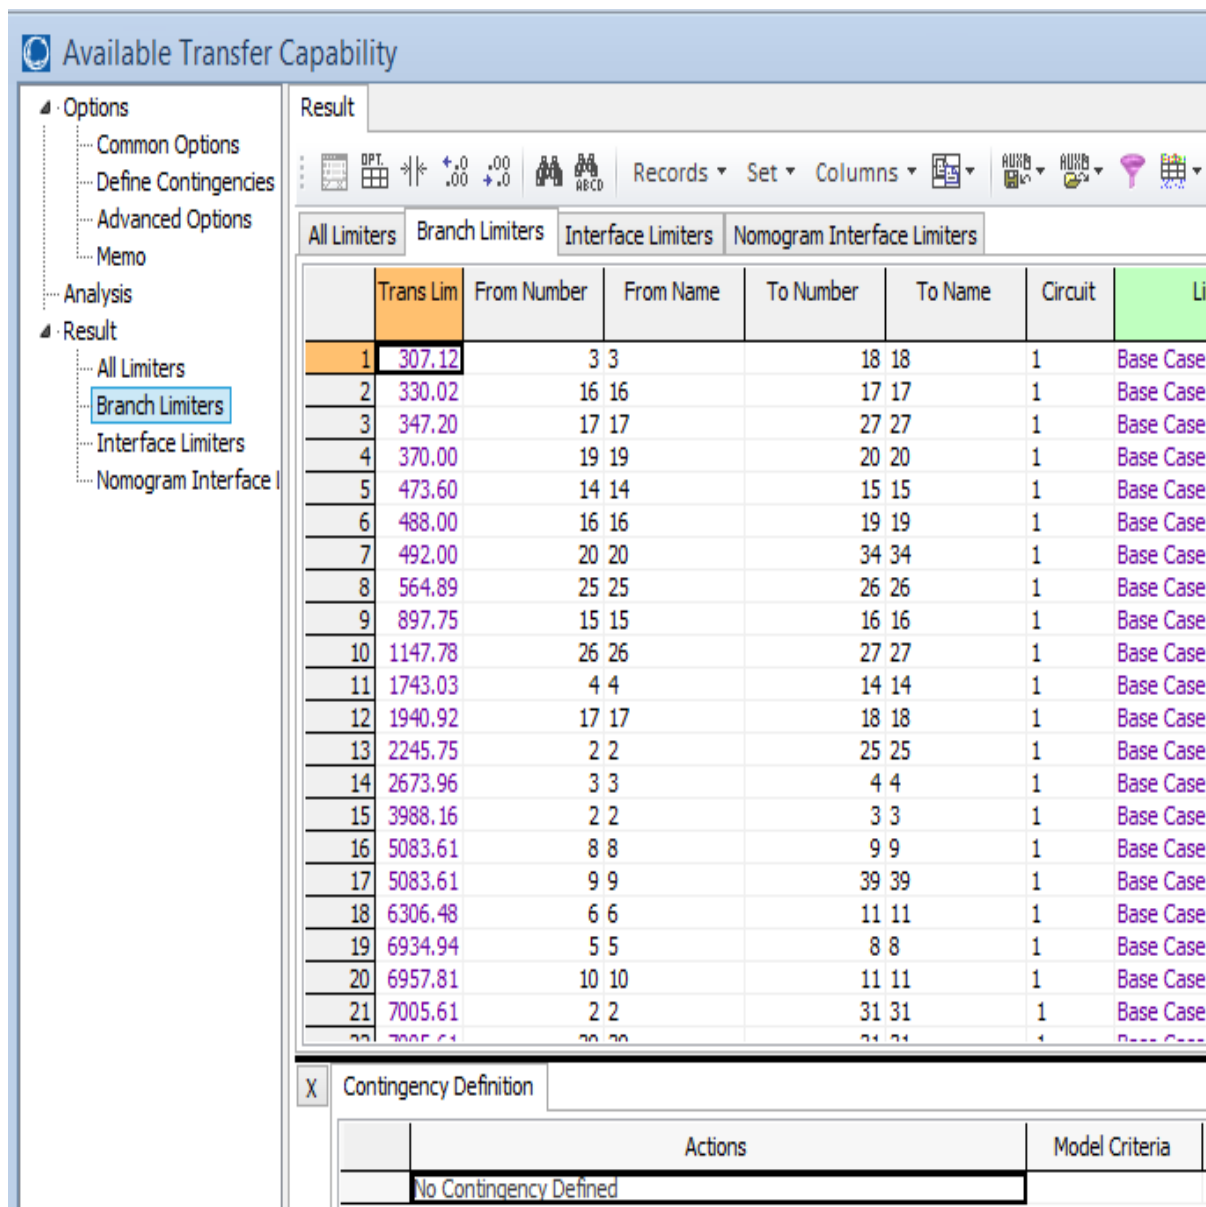 Available Transfer Capability
Options
Common Options
Define Contingencies
Advanced Options
Memo
Analysis
Result
All Limiters
Branch Limiters
Interface Limiters
Nomogram Interface
Result
Records Set Columns
All Limiters Branch Limiters Interface Limiters Nomogram Interface Limiters
Trans Lim From Number From Name To Number To Name Circuit Li
1 307.12 3 3 18 18 1 Base Case
2 330.02 16 16 17 17 1 Base Case
3 347.20 17 17 27 27 1 Base Case
4 370.00 19 19 20 20 1 Base Case
5 473.60 14 14 15 15 1 Base Case
6 488.00 16 16 19 19 1 Base Case
7 492.00 20 20 34 34 1 Base Case
8 564.89 25 25 26 26 1 Base Case
9 897.75 15 15 16 16 1 Base Case
10 1147.78 26 26 27 27 1 Base Case
11 1743.03 4 4 14 14 1 Base Case
12 1940.92 17 17 18 18 1 Base Case
13 2245.75 2 2 25 25 1 Base Case
14 2673.96 3 3 4 4 1 Base Case
15 3988.16 2 2 3 3 1 Base Case
16 5083.61 8 8 9 9 1 Base Case
17 5083.61 9 9 39 39 1 Base Case
18 6306.48 6 6 11 11 1 Base Case
19 6934.94 5 5 8 8 1 Base Case
20 6957.81 10 10 11 11 1 Base Case
21 7005.61 2 2 31 31 1 Base Case
X Contingency Definition
Actions Model Criteria
No Contingency Defined